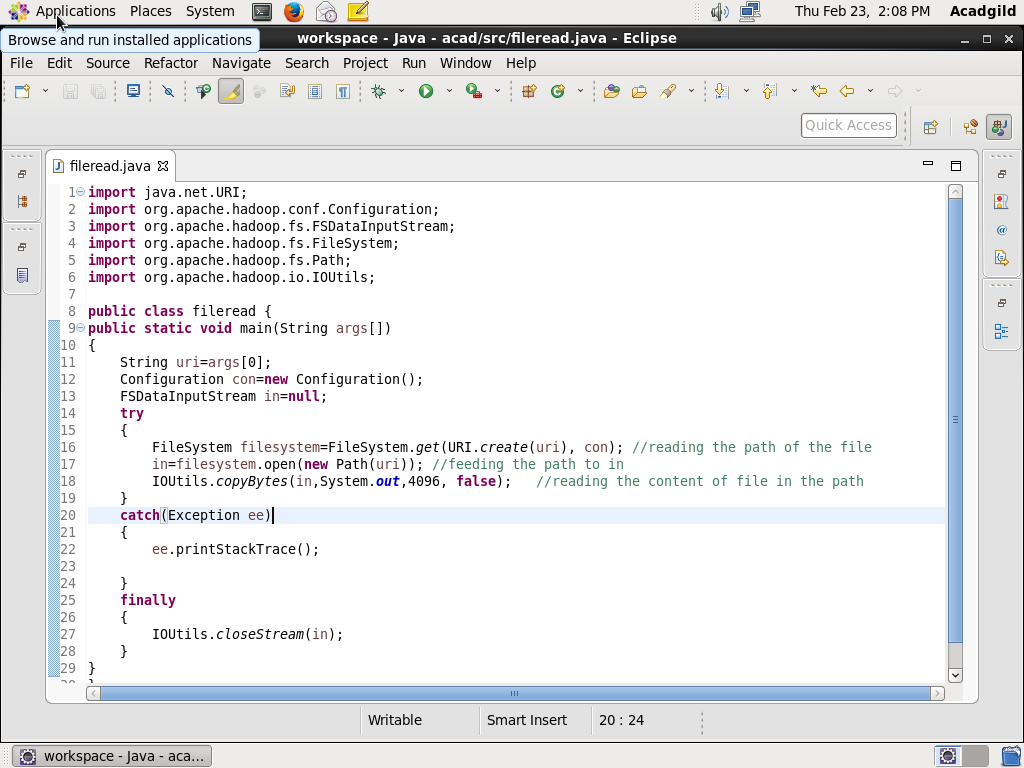 Applications Places System Thu Feb 23, 2:08 PM Acadgild
Browse and run installed applications
workspace - Java - acad/src/fileread.java - Eclipse
File Edit Source Refactor Navigate Search Project Run Window Help
Quick Access
fileread.java
1 import java.net.URI;
2 import org.apache.hadoop.conf.Configuration;
3 import org.apache.hadoop.fs.FSDataInputStream;
4 import org.apache.hadoop.fs.FileSystem;
5 import org.apache.hadoop.fs.Path;
6 import org.apache.hadoop.io.IOUtils;
7
8 public class fileread {
9 public static void main(String args[])
10 {
11     String uri=args[0];
12     Configuration con=new Configuration();
13     FSDataInputStream in=null;
14     try
15     {
16         FileSystem filesystem=FileSystem.get(URI.create(uri), con); //reading the path of the file
17         in=filesystem.open(new Path(uri)); //feeding the path to in
18         IOUtils.copyBytes(in,System.out,4096, false);   //reading the content of file in the path
19     }
20     catch(Exception ee)
21     {
22         ee.printStackTrace();
23
24     }
25     finally
26     {
27         IOUtils.closeStream(in);
28     }
29 }
Writable Smart Insert 20 : 24
workspace - Java - aca...